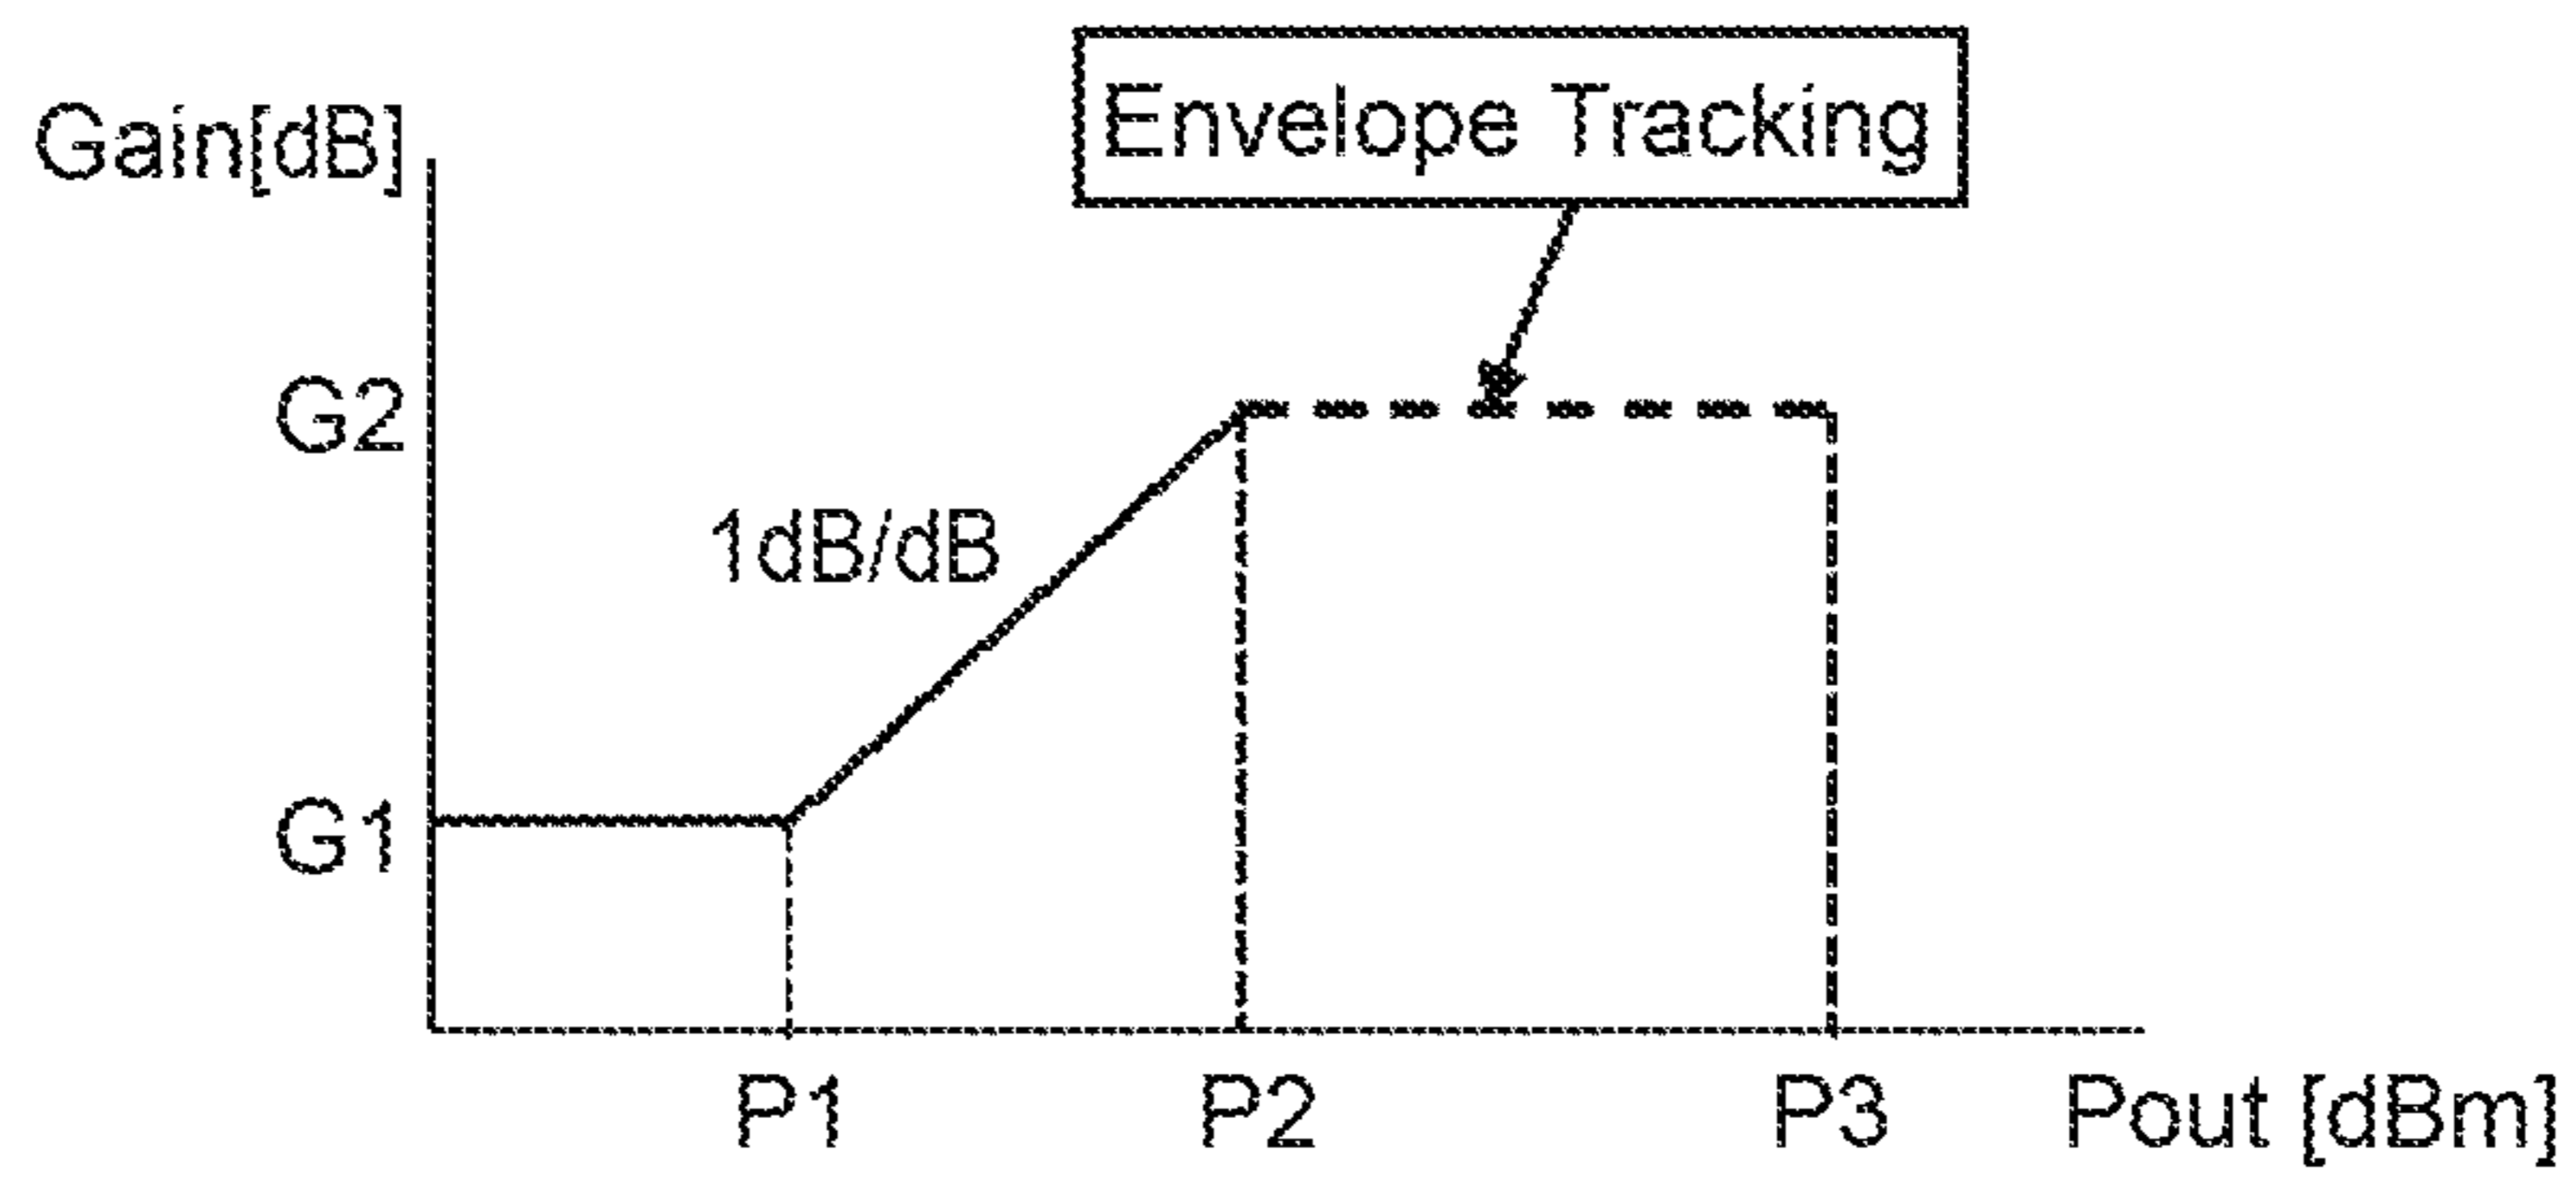 Envelope Tracking
Gain[dB]
G2
1dB/dB
G1
P1 P2 P3 Pout [dBm]